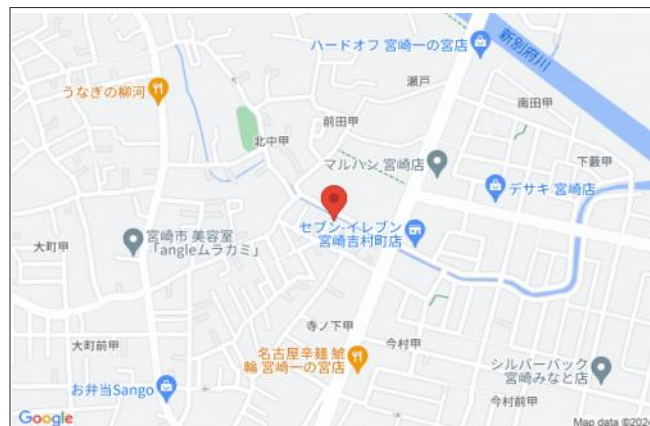 ハードオフ 宮崎一の宮店
新別府川
瀬戸
うなぎの柳河
南田甲
前田甲
北中甲
マルハシ 宮崎店
下藪甲
デサキ 宮崎店
セブン-イレブン
宮崎吉村町店
大町甲
宮崎市 美容室
「angleムラカミ」
寺ノ下甲
大町前甲
今村甲
名古屋辛麺 鯱
輪 宮崎一の宮店
シルバーバック
宮崎みなと店
お弁当Sango
今村前甲
Google
Map data ©2024